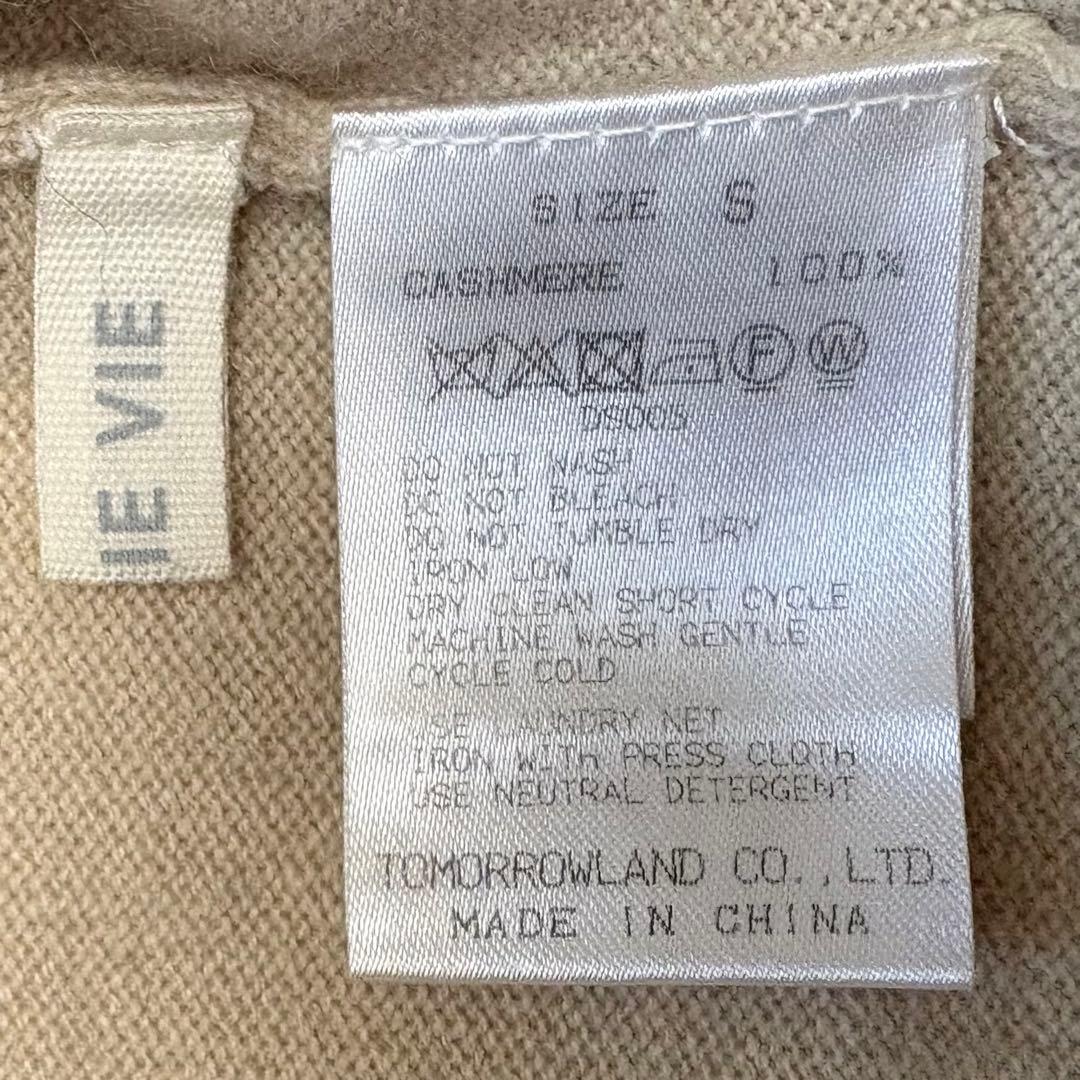 IE VIE
SIZE S
CASHMERE 100%
F W
DS005
DO NOT WASH
DO NOT BLEACH
DO NOT TUMBLE DRY
IRON LOW
DRY CLEAN SHORT CYCLE
MACHINE WASH GENTLE
CYCLE COLD
USE LAUNDRY NET
IRON WITH PRESS CLOTH
USE NEUTRAL DETERGENT
TOMORROWLAND CO.,LTD.
MADE IN CHINA